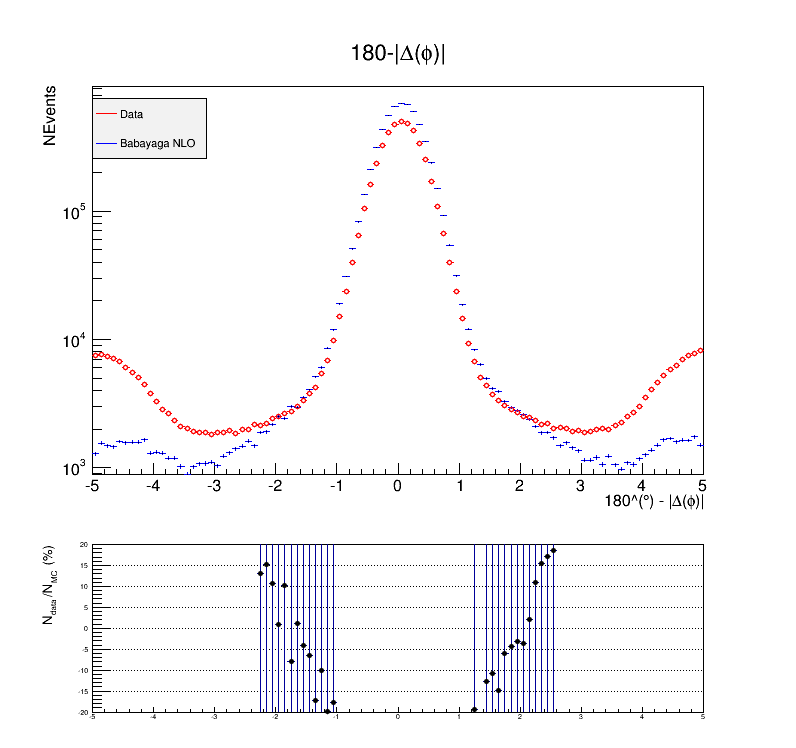 180-|Δ(φ)|
NEvents
Data
Babayaga NLO
10^5
10^4
10^3
-5 -4 -3 -2 -1 0 1 2 3 4 5
180^(°) - |Δ(φ)|
N_data/N_MC (%)
20
15
10
5
0
-5
-10
-15
-20
-5 -4 -3 -2 -1 0 1 2 3 4 5